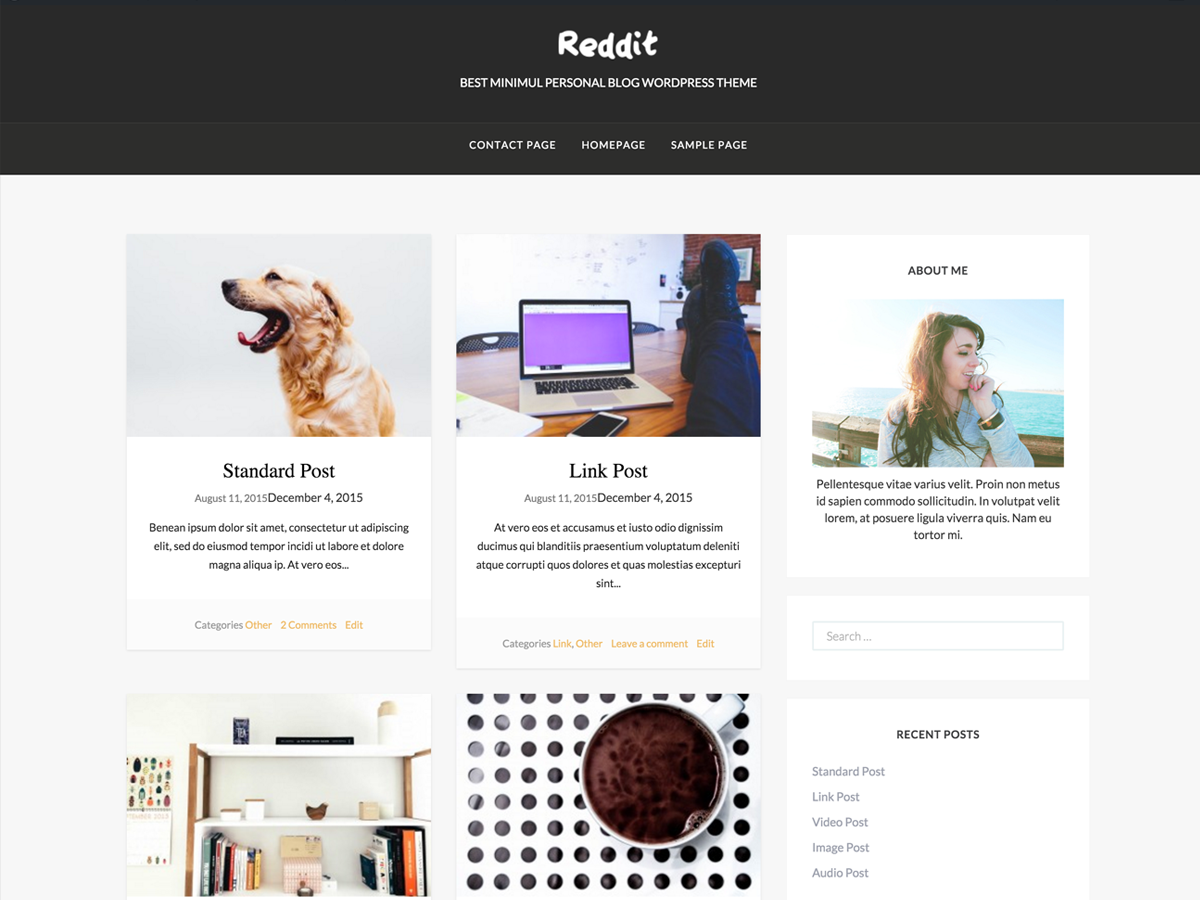 Reddit
BEST MINIMUL PERSONAL BLOG WORDPRESS THEME
CONTACT PAGE HOMEPAGE SAMPLE PAGE
Standard Post
August 11, 2015December 4, 2015
Benean ipsum dolor sit amet, consectetur ut adipiscing
elit, sed do eiusmod tempor incidi ut labore et dolore
magna aliqua ip. At vero eos...
Categories Other 2 Comments Edit
Link Post
August 11, 2015December 4, 2015
At vero eos et accusamus et iusto odio dignissim
ducimus qui blanditiis praesentium voluptatum deleniti
atque corrupti quos dolores et quas molestias excepturi
sint...
Categories Link, Other Leave a comment Edit
ABOUT ME
Pellentesque vitae varius velit. Proin non metus
id sapien commodo sollicitudin. In volutpat velit
lorem, at posuere ligula viverra quis. Nam eu
tortor mi.
Search ...
RECENT POSTS
Standard Post
Link Post
Video Post
Image Post
Audio Post